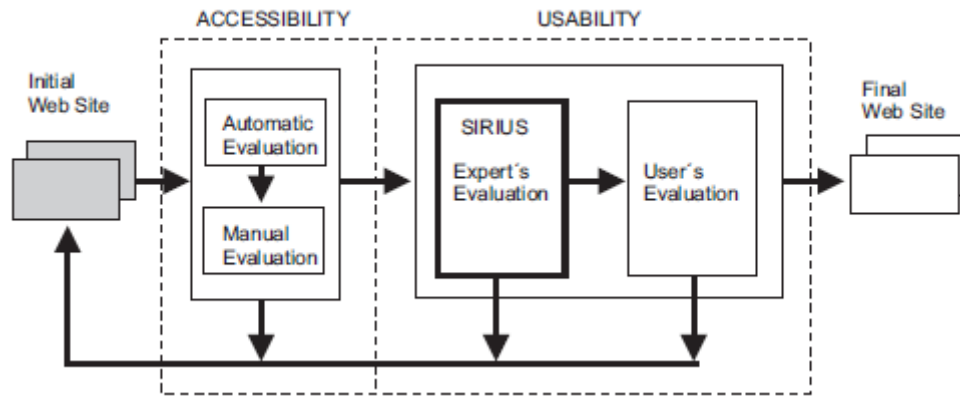 ACCESSIBILITY
USABILITY
Initial
Web Site
Automatic
Evaluation
Manual
Evaluation
SIRIUS
Expert´s
Evaluation
User´s
Evaluation
Final
Web Site